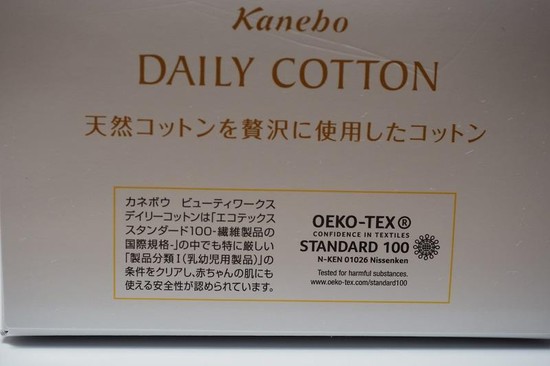 Kanebo
DAILY COTTON
天然コットンを贅沢に使用したコットン
カネボウ ビューティワークス
デイリーコットンは「エコテックス
スタンダード100-繊維製品の
国際規格-」の中でも特に厳しい
「製品分類Ⅰ(乳幼児用製品)」の
条件をクリアし、赤ちゃんの肌にも
使える安全性が認められています。
OEKO-TEX®
CONFIDENCE IN TEXTILES
STANDARD 100
N-KEN 01026 Nissenken
Tested for harmful substances.
www.oeko-tex.com/standard100